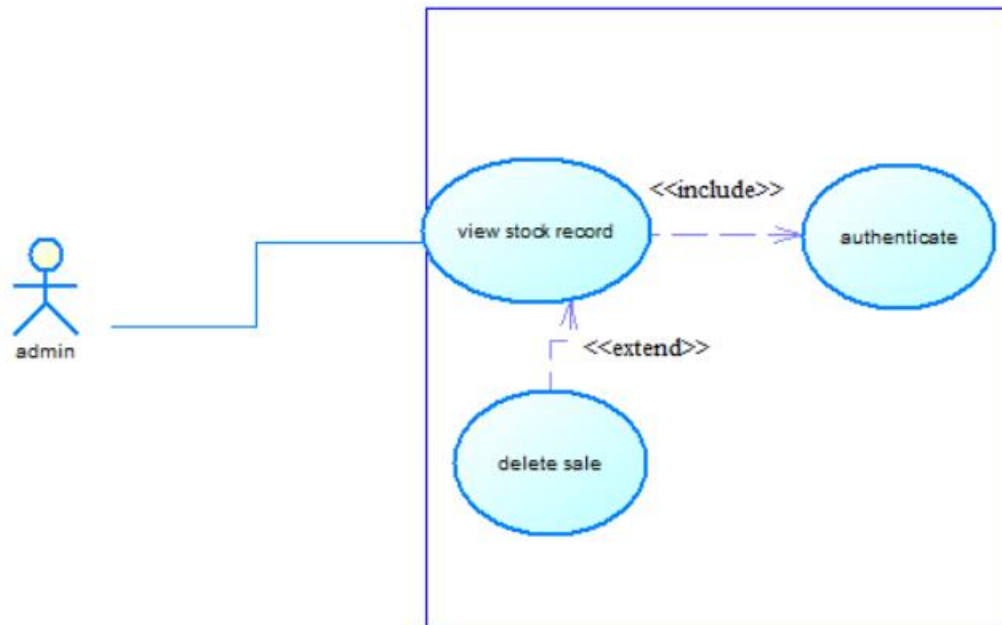 <<include>>
view stock record
authenticate
admin
<<extend>>
delete sale